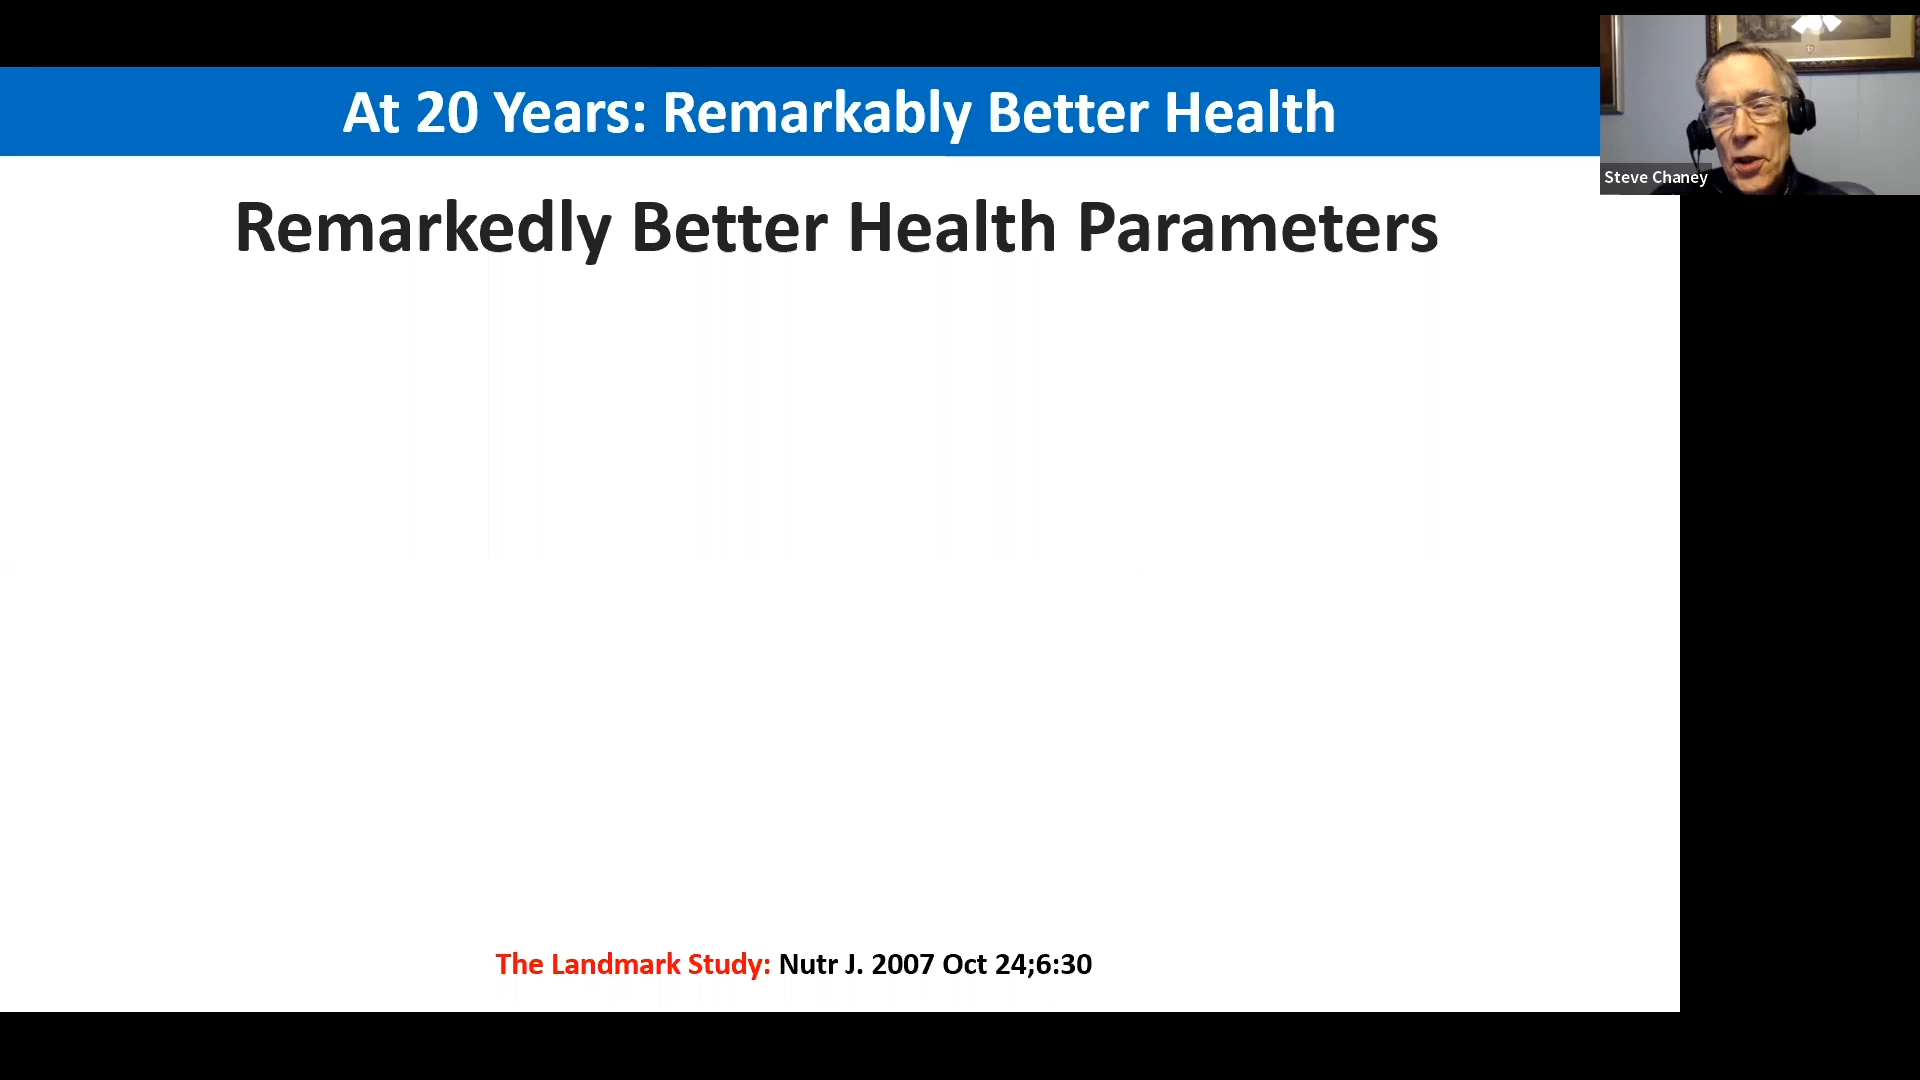 At 20 Years: Remarkably Better Health
Steve Chaney
Remarkedly Better Health Parameters
The Landmark Study: Nutr J. 2007 Oct 24;6:30